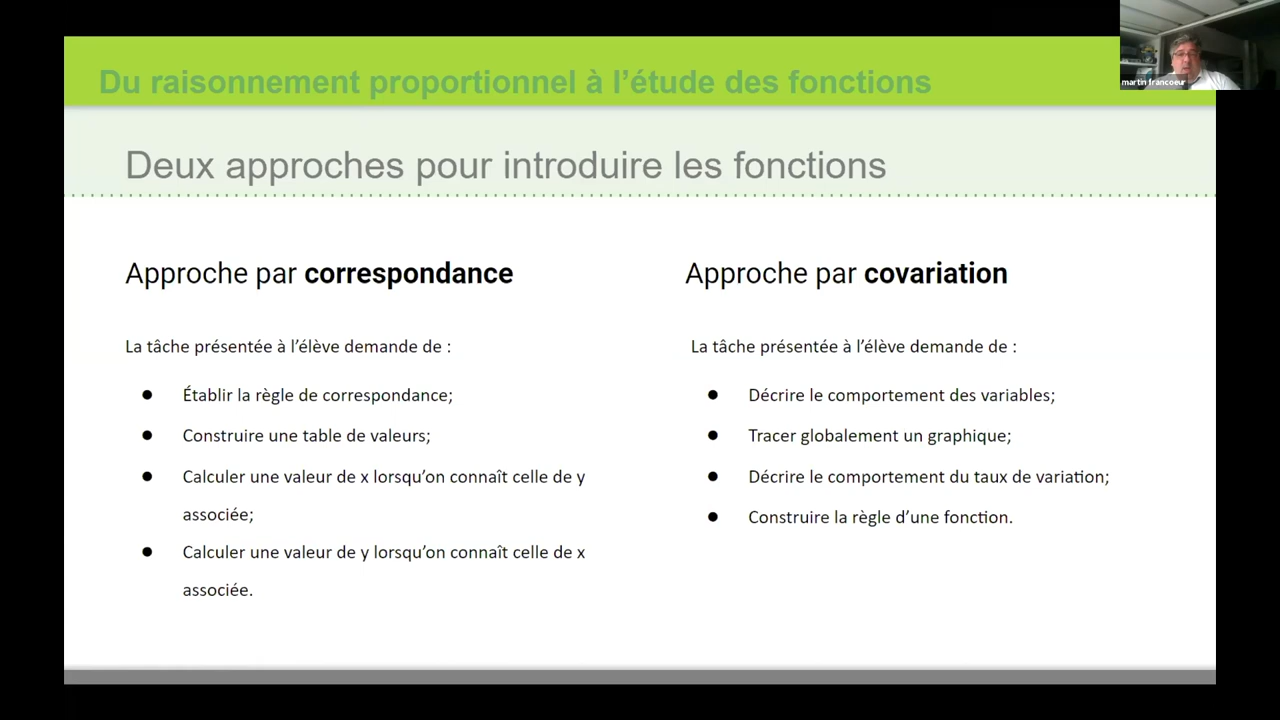 Du raisonnement proportionnel à l'étude des fonctions
martin francoeur
Deux approches pour introduire les fonctions
Approche par correspondance
La tâche présentée à l'élève demande de :
● Établir la règle de correspondance;
● Construire une table de valeurs;
● Calculer une valeur de x lorsqu'on connaît celle de y
associée;
● Calculer une valeur de y lorsqu'on connaît celle de x
associée.
Approche par covariation
La tâche présentée à l'élève demande de :
● Décrire le comportement des variables;
● Tracer globalement un graphique;
● Décrire le comportement du taux de variation;
● Construire la règle d'une fonction.